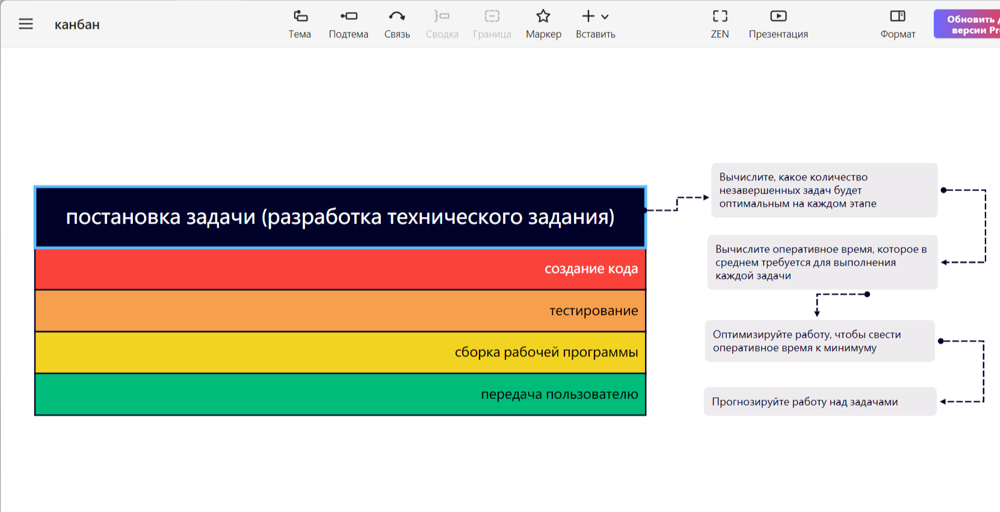 канбан
Тема
Подтема
Связь
Сводка
Граница
Маркер
Вставить
ZEN
Презентация
Формат
Обновить
версии
постановка задачи (разработка технического задания)
создание кода
тестирование
сборка рабочей программы
передача пользователю
Вычислите, какое количество
незавершенных задач будет
оптимальным на каждом этапе
Вычислите оперативное время, которое в
среднем требуется для выполнения
каждой задачи
Оптимизируйте работу, чтобы свести
оперативное время к минимуму
Прогнозируйте работу над задачами